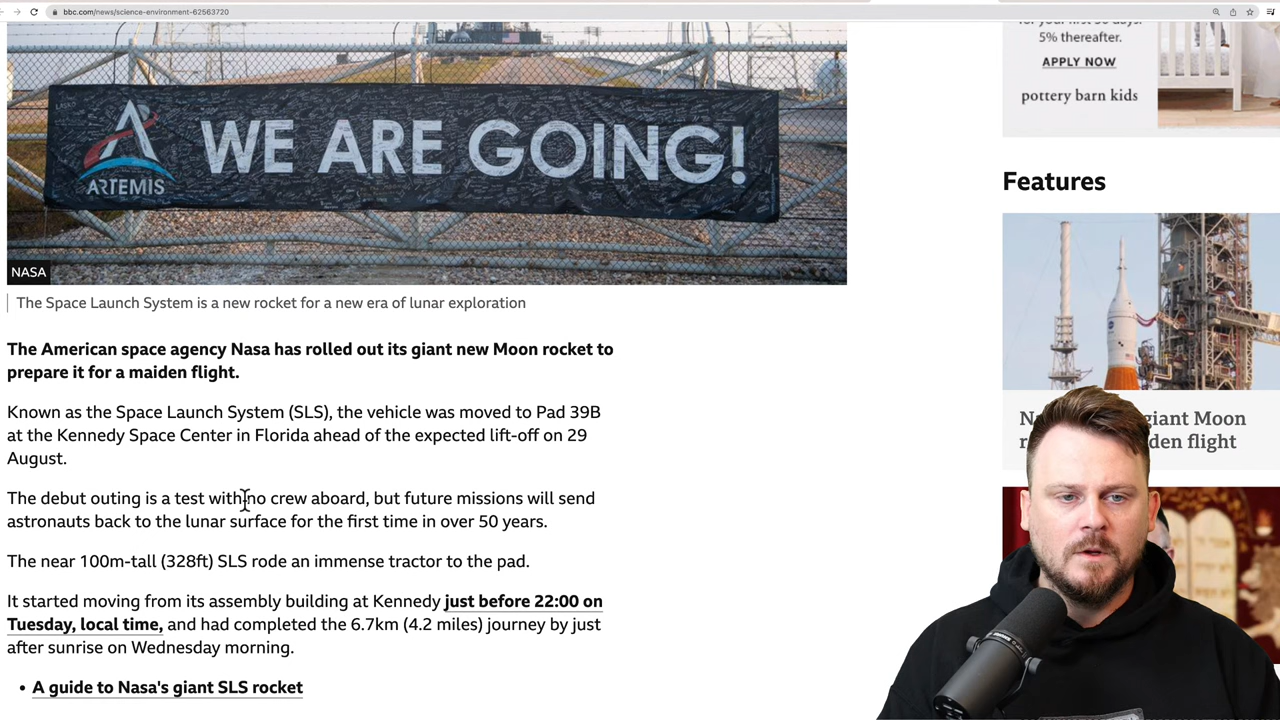 bbc.com/news/science-environment-62563720
for your first 30 days.
5% thereafter.
APPLY NOW
pottery barn kids
ARTEMIS
WE ARE GOING!
NASA
The Space Launch System is a new rocket for a new era of lunar exploration
The American space agency Nasa has rolled out its giant new Moon rocket to
prepare it for a maiden flight.
Known as the Space Launch System (SLS), the vehicle was moved to Pad 39B
at the Kennedy Space Center in Florida ahead of the expected lift-off on 29
August.
The debut outing is a test with no crew aboard, but future missions will send
astronauts back to the lunar surface for the first time in over 50 years.
The near 100m-tall (328ft) SLS rode an immense tractor to the pad.
It started moving from its assembly building at Kennedy just before 22:00 on
Tuesday, local time, and had completed the 6.7km (4.2 miles) journey by just
after sunrise on Wednesday morning.
• A guide to Nasa's giant SLS rocket
Features
giant Moon
flight